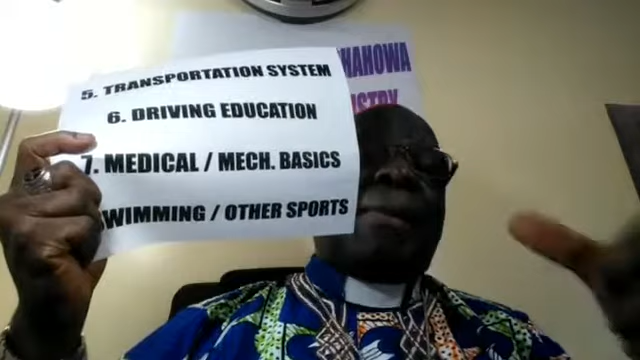 5. TRANSPORTATION SYSTEM
6. DRIVING EDUCATION
7. MEDICAL / MECH. BASICS
WIMMING / OTHER SPORTS
NAHOWA
ISTRY